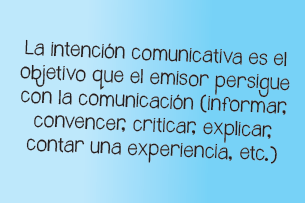 La intención comunicativa es el
objetivo que el emisor persigue
con la comunicación (informar,
convencer, criticar, explicar,
contar una experiencia, etc.)